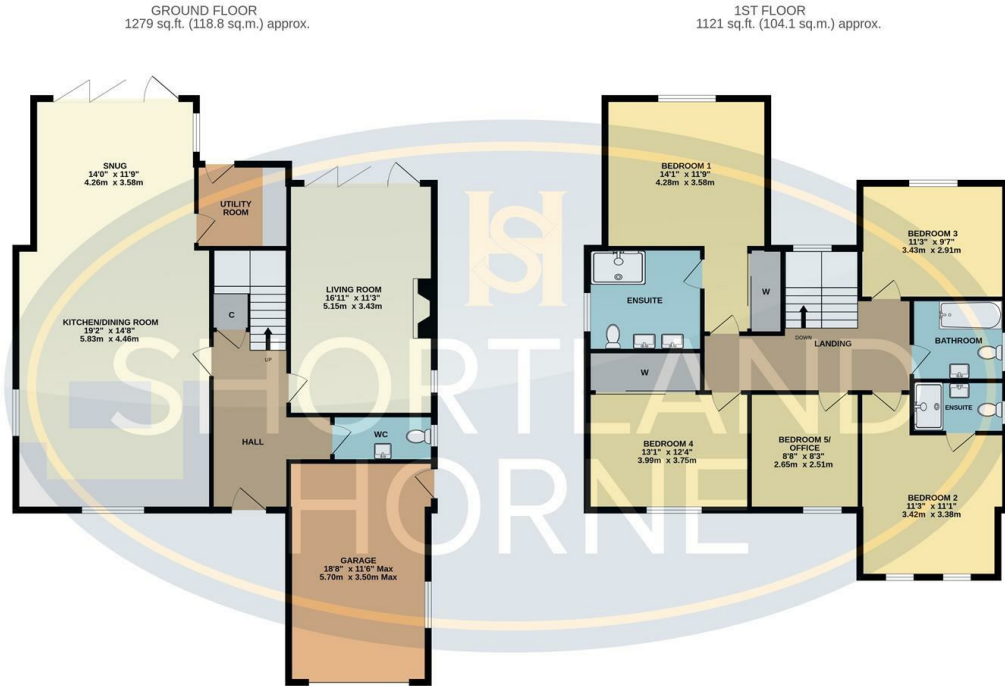 GROUND FLOOR
1279 sq.ft. (118.8 sq.m.) approx.
1ST FLOOR
1121 sq.ft. (104.1 sq.m.) approx.
SNUG
14'0" x 11'9"
4.26m x 3.58m
UTILITY
ROOM
LIVING ROOM
16'11" x 11'3"
5.15m x 3.43m
KITCHEN/DINING ROOM
19'2" x 14'8"
5.83m x 4.46m
C
UP
HALL
WC
GARAGE
18'8" x 11'6" Max
5.70m x 3.50m Max
BEDROOM 1
14'1" x 11'9"
4.28m x 3.58m
BEDROOM 3
11'3" x 9'7"
3.43m x 2.91m
ENSUITE
W
DOWN
LANDING
BATHROOM
W
ENSUITE
BEDROOM 4
13'1" x 12'4"
3.99m x 3.75m
BEDROOM 5/
OFFICE
8'8" x 8'3"
2.65m x 2.51m
BEDROOM 2
11'3" x 11'1"
3.42m x 3.38m
SH
SHORTLAND
HORNE